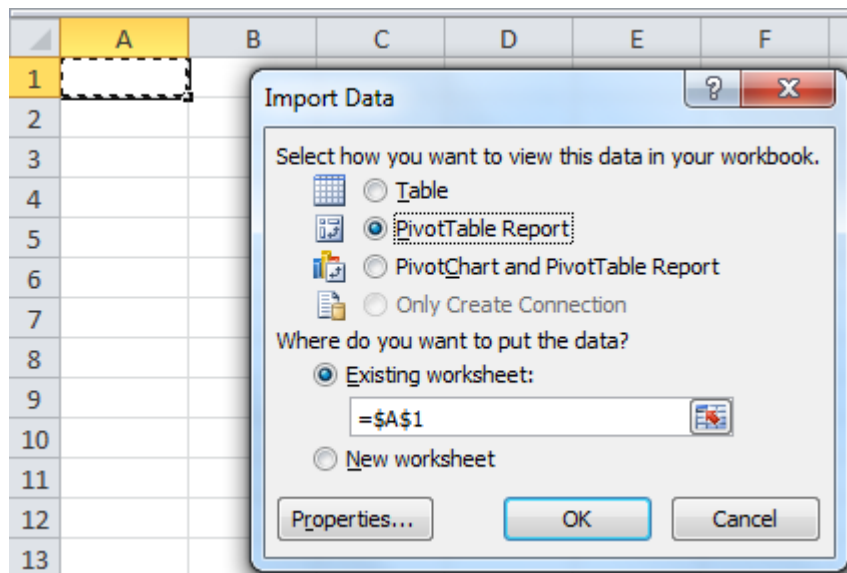 A B C D E F
1
2
3
4
5
6
7
8
9
10
11
12
13
Import Data
?
Select how you want to view this data in your workbook.
Table
PivotTable Report
PivotChart and PivotTable Report
Only Create Connection
Where do you want to put the data?
Existing worksheet:
=$A$1
New worksheet
Properties... OK Cancel